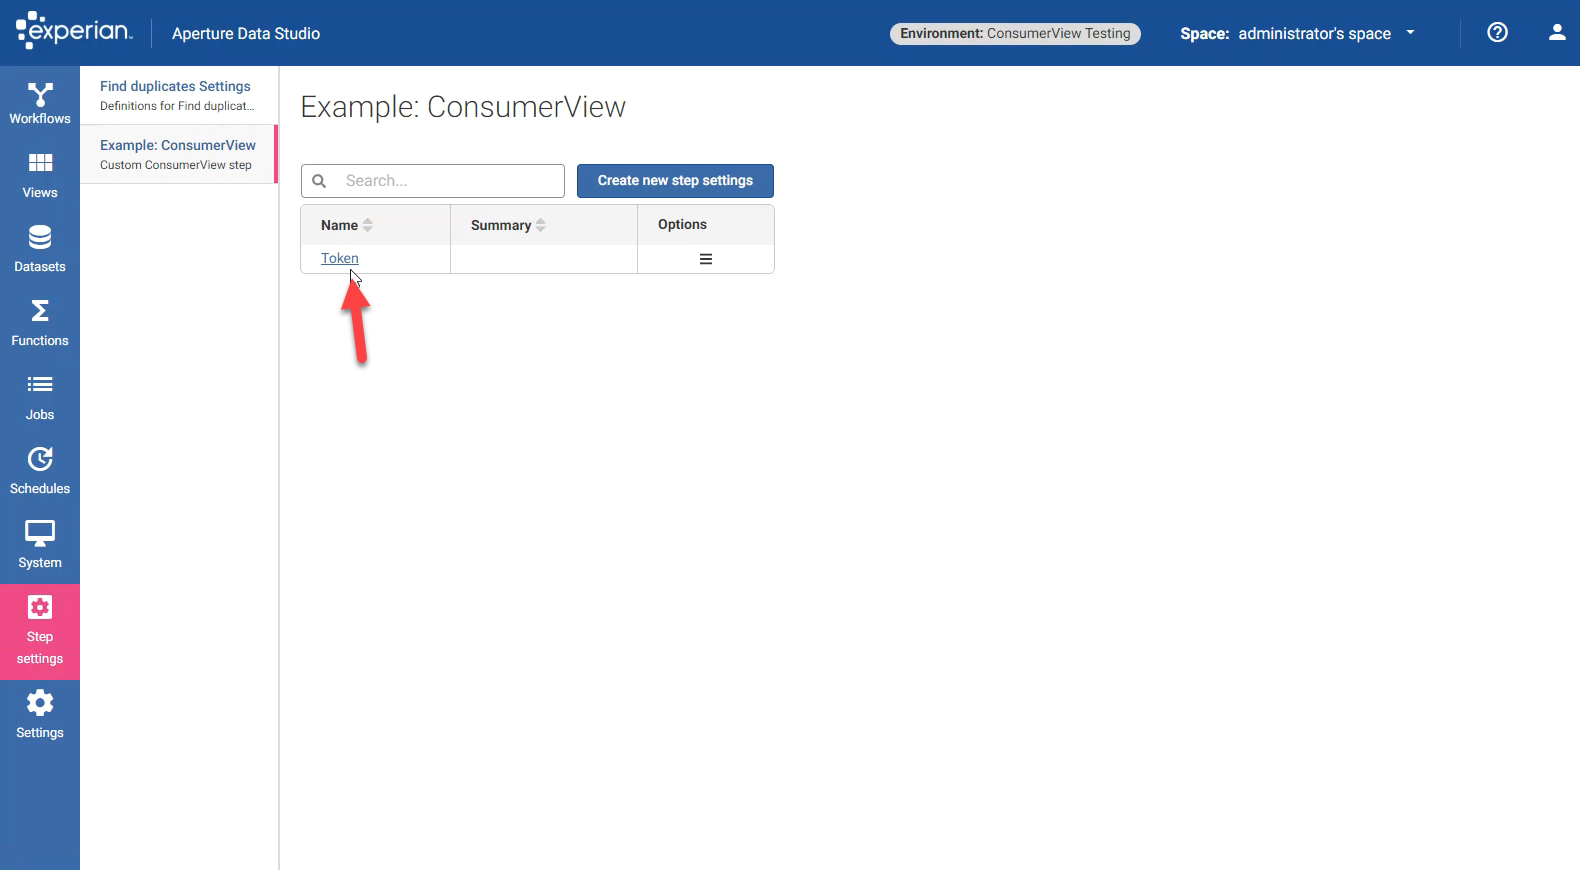 experian™
Aperture Data Studio
Environment: ConsumerView Testing
Space: administrator's space
Workflows
Views
Datasets
Functions
Jobs
Schedules
System
Step
settings
Settings
Find duplicates Settings
Definitions for Find duplicat...
Example: ConsumerView
Custom ConsumerView step
Example: ConsumerView
Search...
Create new step settings
Name
Summary
Options
Token